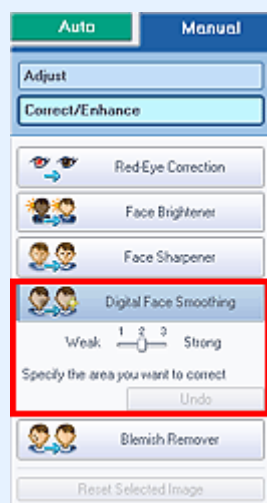 Auto Manual
Adjust
Correct/Enhance
Red-Eye Correction
Face Brightener
Face Sharpener
Digital Face Smoothing
1 2 3
Weak Strong
Specify the area you want to correct
Undo
Blemish Remover
Reset Selected Image